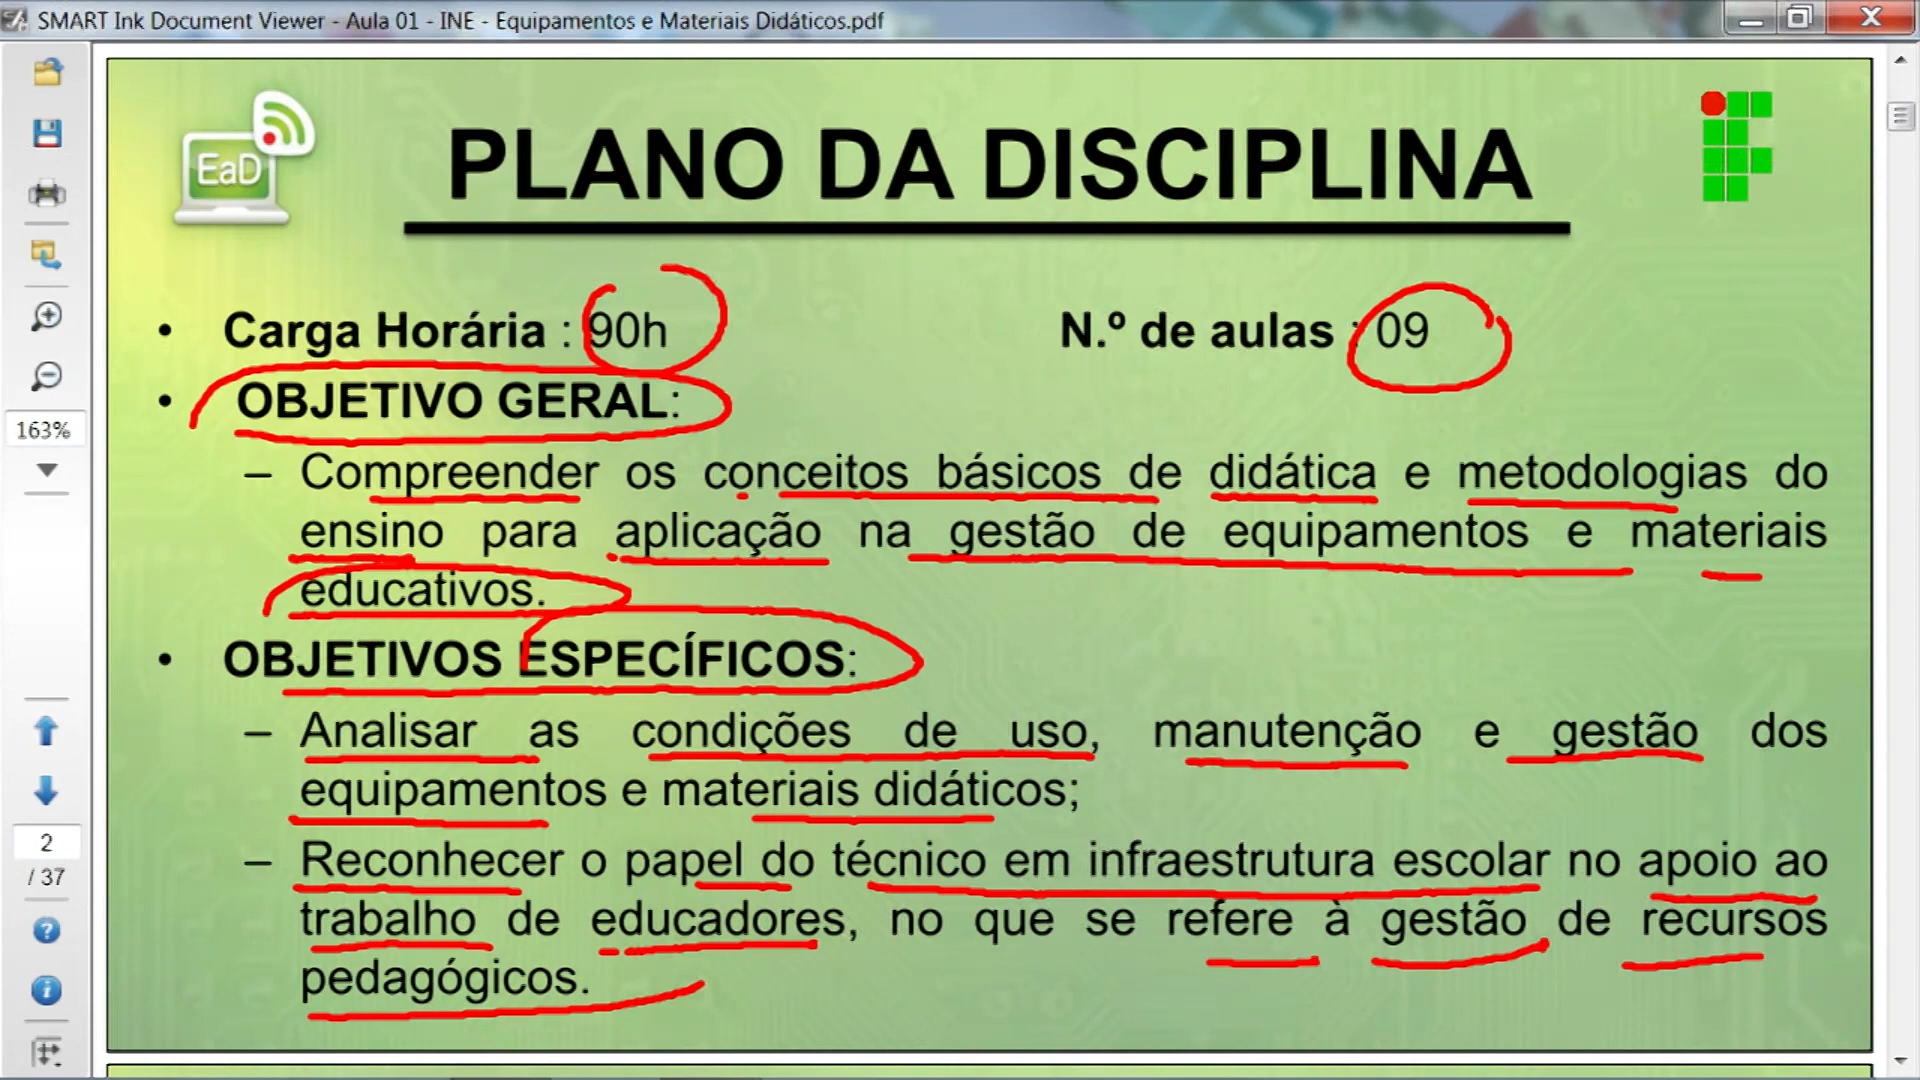 SMART Ink Document Viewer - Aula 01 - INE - Equipamentos e Materiais Didáticos.pdf
EaD
PLANO DA DISCIPLINA
• Carga Horária : 90h N.º de aulas : 09
• OBJETIVO GERAL:
– Compreender os conceitos básicos de didática e metodologias do
ensino para aplicação na gestão de equipamentos e materiais
educativos.
• OBJETIVOS ESPECÍFICOS:
– Analisar as condições de uso, manutenção e gestão dos
equipamentos e materiais didáticos;
– Reconhecer o papel do técnico em infraestrutura escolar no apoio ao
trabalho de educadores, no que se refere à gestão de recursos
pedagógicos.
163%
2
/ 37